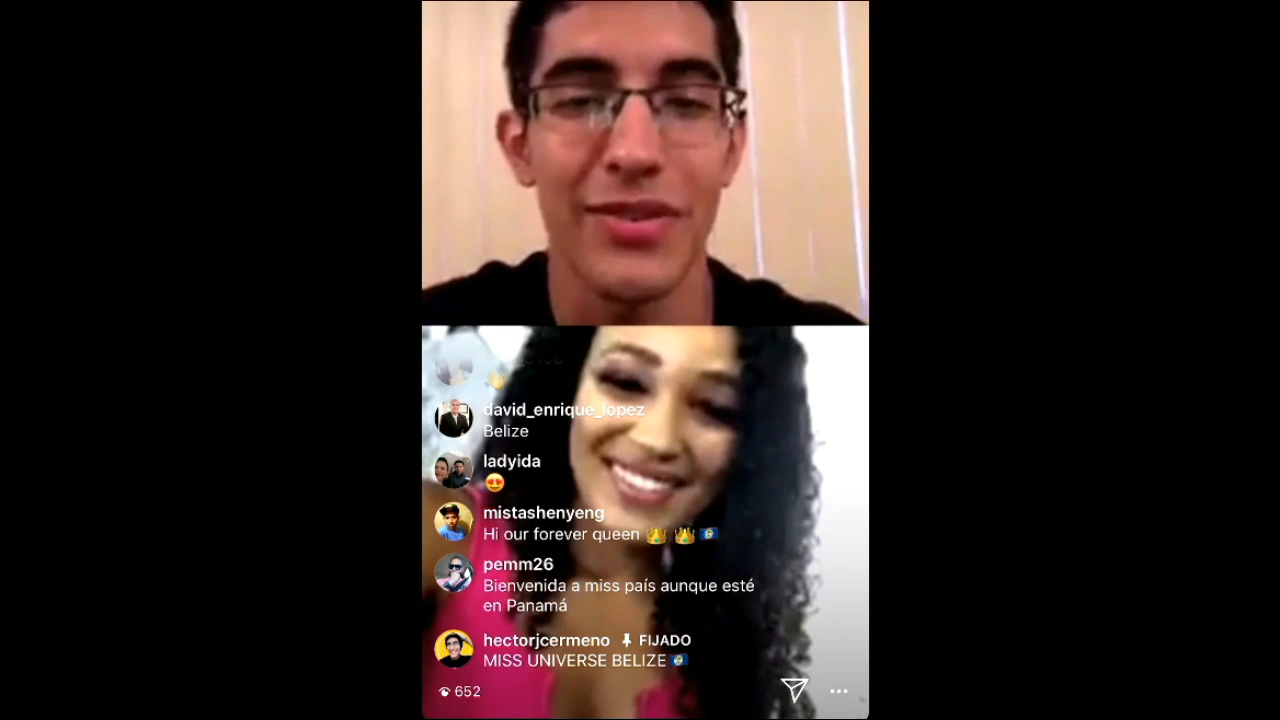 david_enrique_lopez
Belize
ladyida
😍
mistashenyeng
Hi our forever queen 👑 👑 🇧🇿
pemm26
Bienvenida a miss país aunque esté
en Panamá
hectorjcermeno 📌 FIJADO
MISS UNIVERSE BELIZE 🇧🇿
652